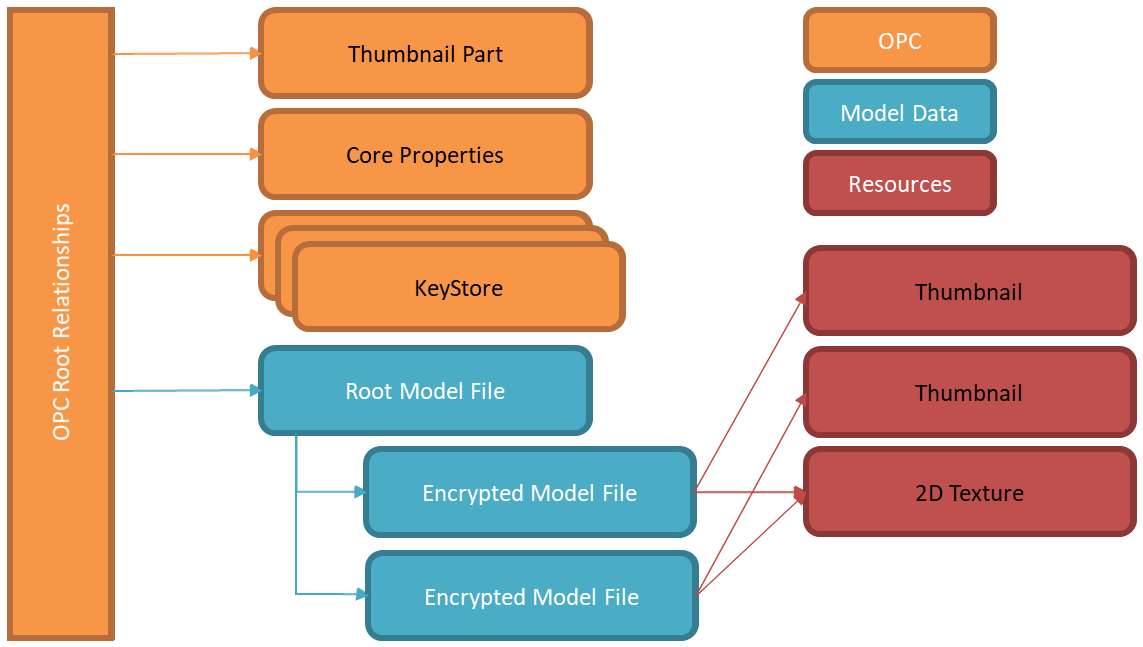 OPC Root Relationships
Thumbnail Part
Core Properties
KeyStore
Root Model File
Encrypted Model File
Encrypted Model File
OPC
Model Data
Resources
Thumbnail
Thumbnail
2D Texture